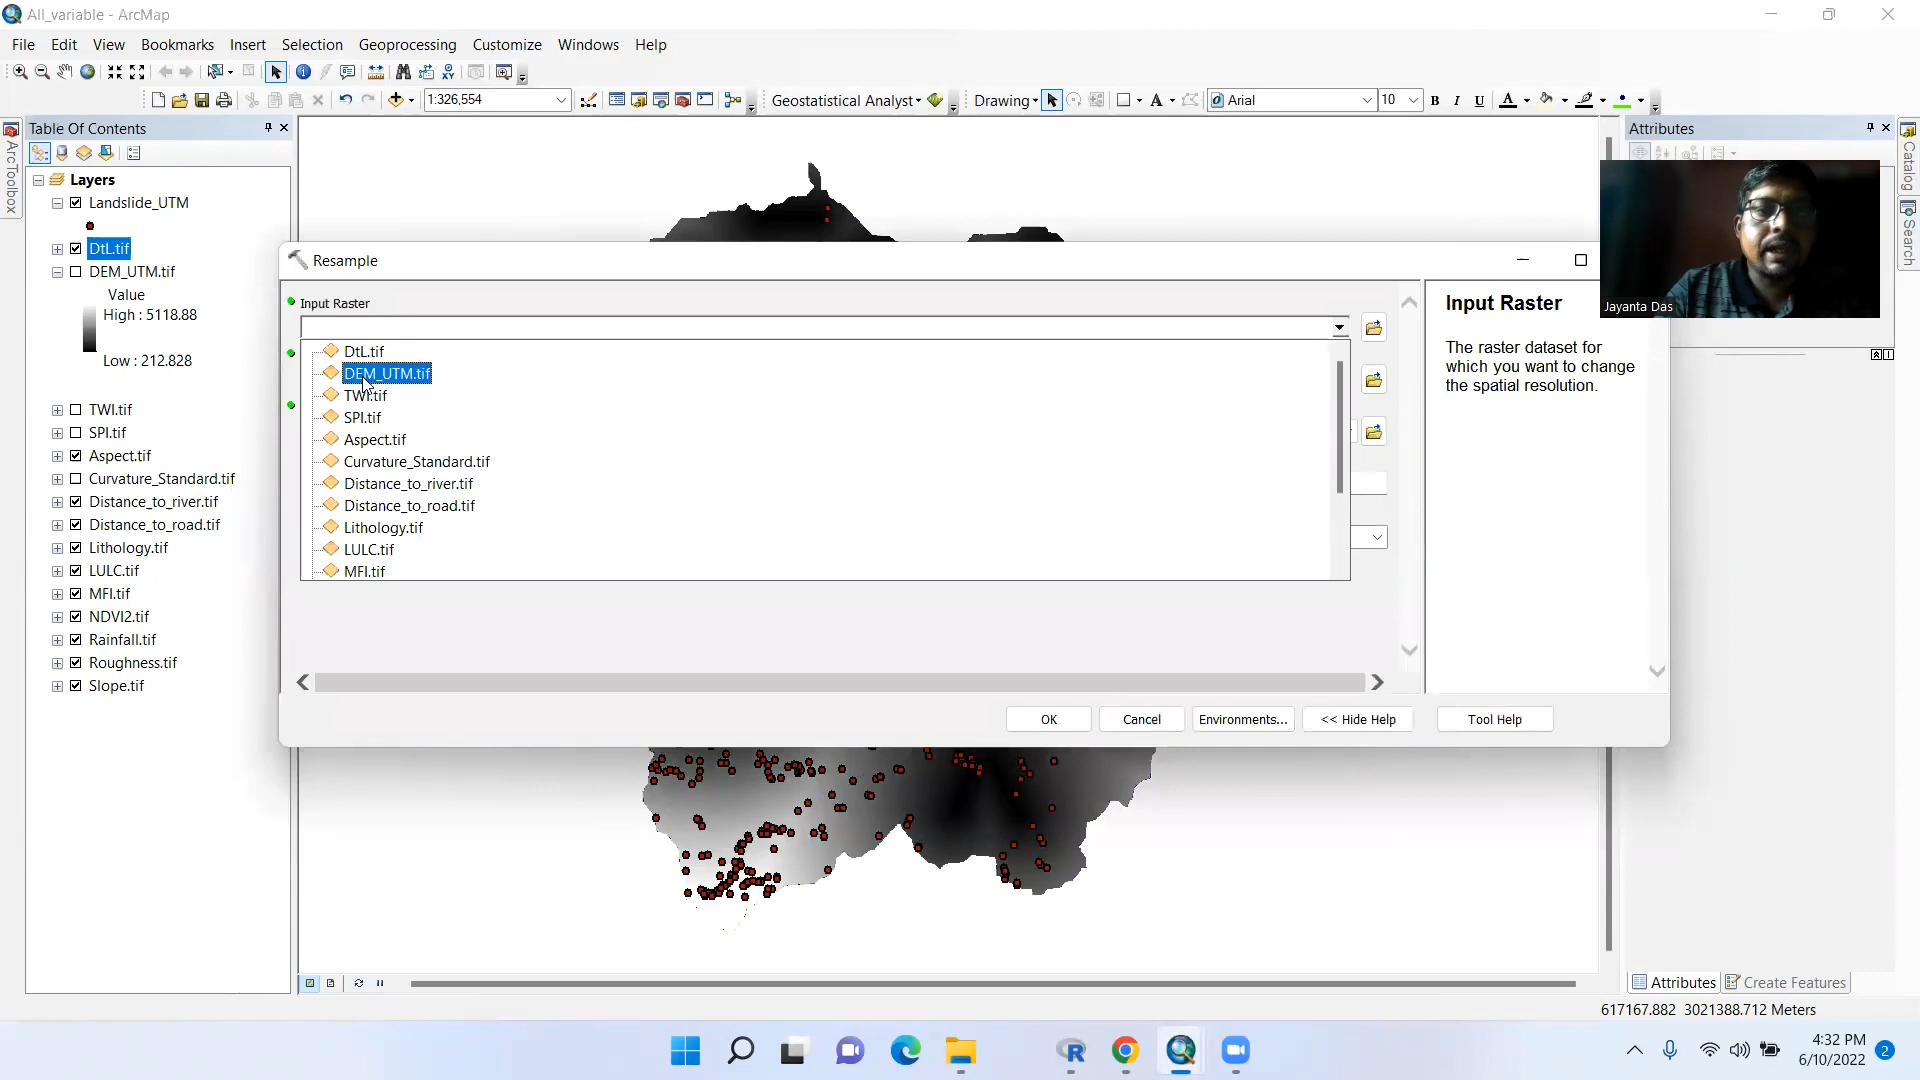 All_variable - ArcMap
File Edit View Bookmarks Insert Selection Geoprocessing Customize Windows Help
1:326,554 Geostatistical Analyst Drawing Arial 10 B I U A
Table Of Contents
Layers
Landslide_UTM
DtL.tif
DEM_UTM.tif
Value
High : 5118.88
Low : 212.828
TWI.tif
SPI.tif
Aspect.tif
Curvature_Standard.tif
Distance_to_river.tif
Distance_to_road.tif
Lithology.tif
LULC.tif
MFI.tif
NDVI2.tif
Rainfall.tif
Roughness.tif
Slope.tif
ArcToolbox
Resample
Input Raster
DtL.tif
DEM_UTM.tif
TWI.tif
SPI.tif
Aspect.tif
Curvature_Standard.tif
Distance_to_river.tif
Distance_to_road.tif
Lithology.tif
LULC.tif
MFI.tif
OK Cancel Environments... << Hide Help Tool Help
Input Raster
The raster dataset for
which you want to change
the spatial resolution.
Attributes
Jayanta Das
Catalog
Search
Attributes Create Features
617167.882 3021388.712 Meters
4:32 PM
6/10/2022
2